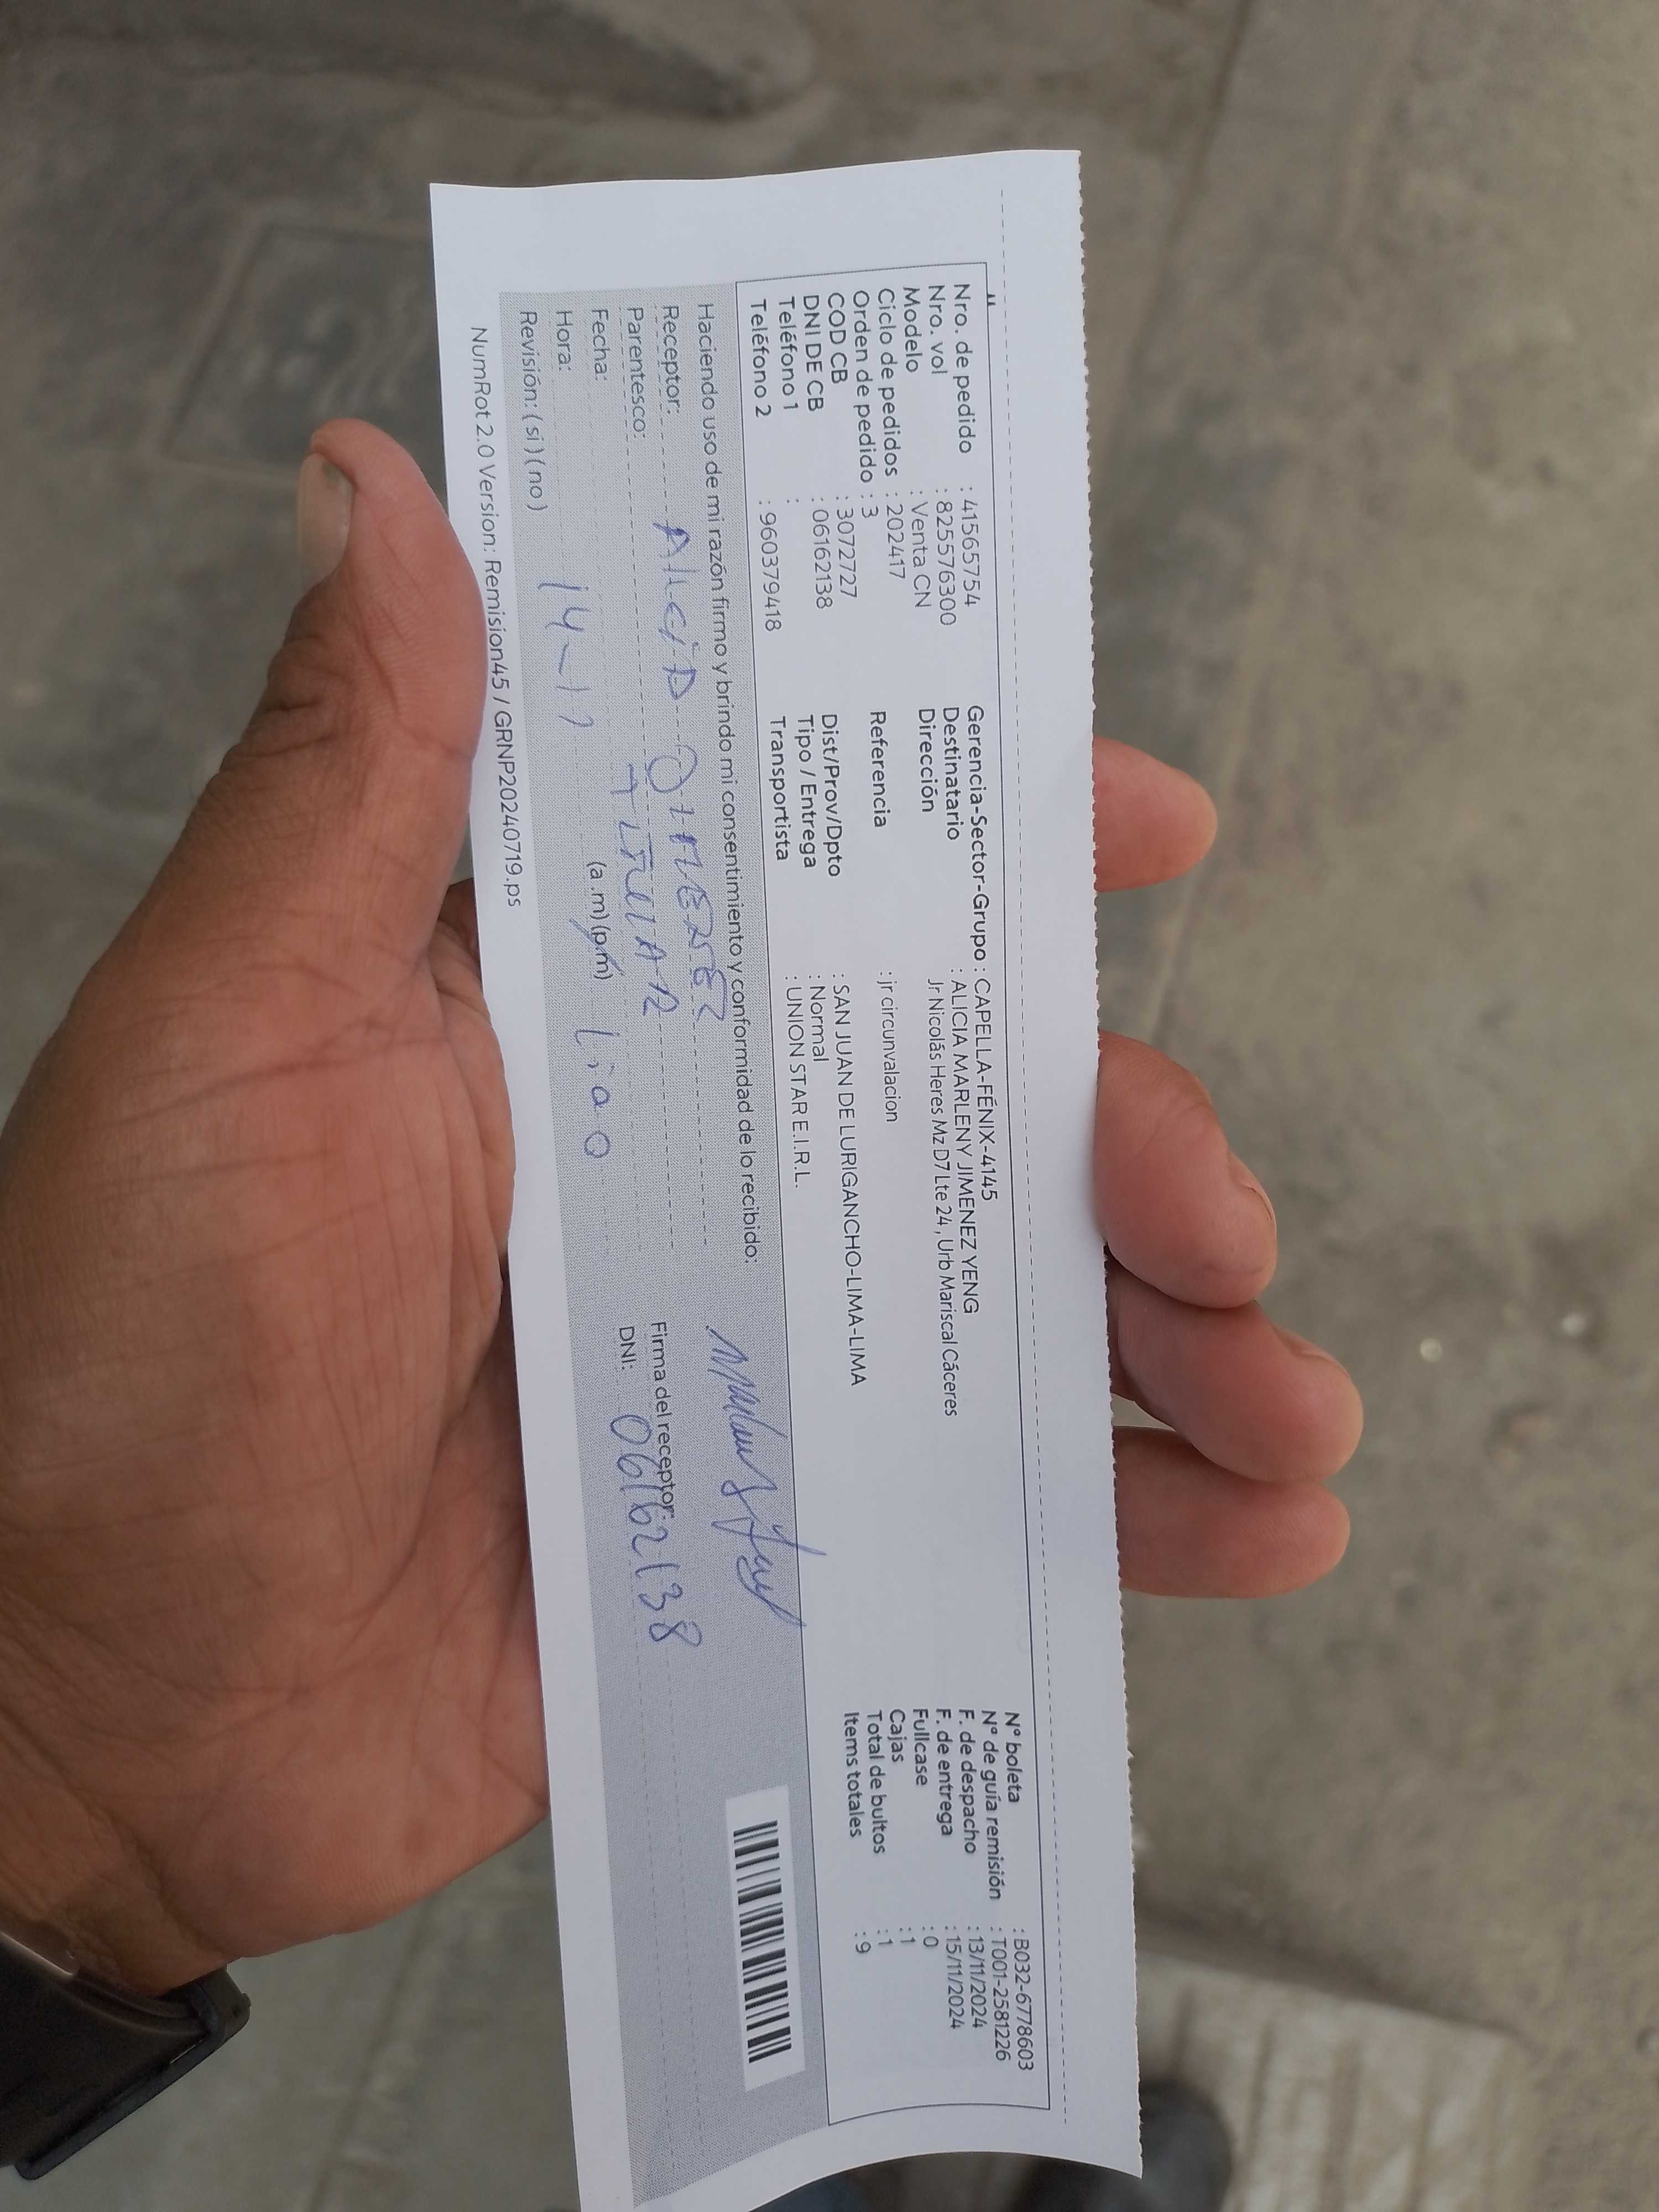 Nro. de pedido : 41565754
Nro. vol : 825576300
Modelo : Venta CN
Ciclo de pedidos : 202417
Orden de pedido : 3
COD CB : 3072727
DNI DE CB : 06162138
Teléfono 1 :
Teléfono 2 : 960379418
Gerencia-Sector-Grupo : CAPELLA-FÉNIX-4145
Destinatario : ALICIA MARLENY JIMENEZ YENG
Dirección : Jr Nicolás Heres Mz D7 Lte 24 , Urb Mariscal Cáceres
Referencia : jr circunvalacion
Dist/Prov/Dpto : SAN JUAN DE LURIGANCHO-LIMA-LIMA
Tipo / Entrega : Normal
Transportista : UNION STAR E.I.R.L.
N° boleta : B032-6778603
N° de guía remisión : T001-2581226
F. de despacho : 13/11/2024
F. de entrega : 15/11/2024
Fullcase : 0
Cajas : 1
Total de bultos : 1
Items totales : 9
Haciendo uso de mi razón firmo y brindo mi consentimiento y conformidad de lo recibido:
Receptor:
Parentesco:
Fecha: 14-11
Hora: (a.m) (p.m)
Revisión: (si) (no)
Firma del receptor:
DNI: 06162138
NumRot 2.0 Version: Remision45 / GRNP20240719.ps